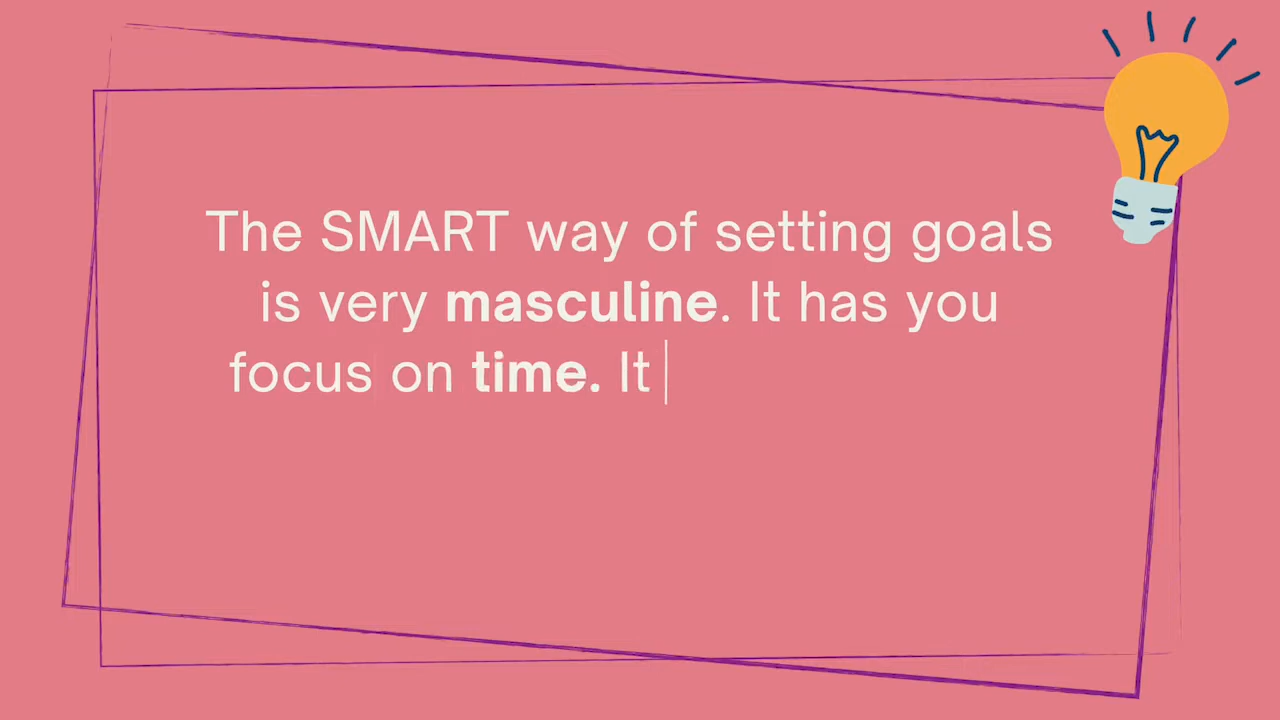 The SMART way of setting goals
is very masculine. It has you
focus on time. It